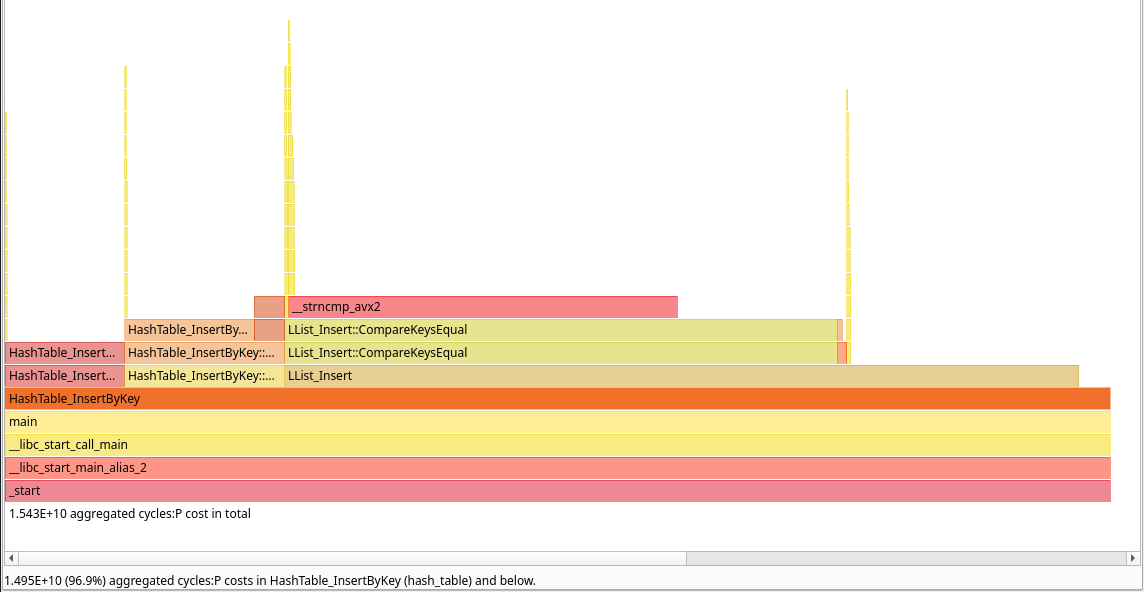 __strncmp_avx2
HashTable_InsertBy... LList_Insert::CompareKeysEqual
HashTable_Insert... HashTable_InsertByKey::... LList_Insert::CompareKeysEqual
HashTable_Insert... HashTable_InsertByKey::... LList_Insert
HashTable_InsertByKey
main
__libc_start_call_main
__libc_start_main_alias_2
_start
1.543E+10 aggregated cycles:P cost in total
1.495E+10 (96.9%) aggregated cycles:P costs in HashTable_InsertByKey (hash_table) and below.